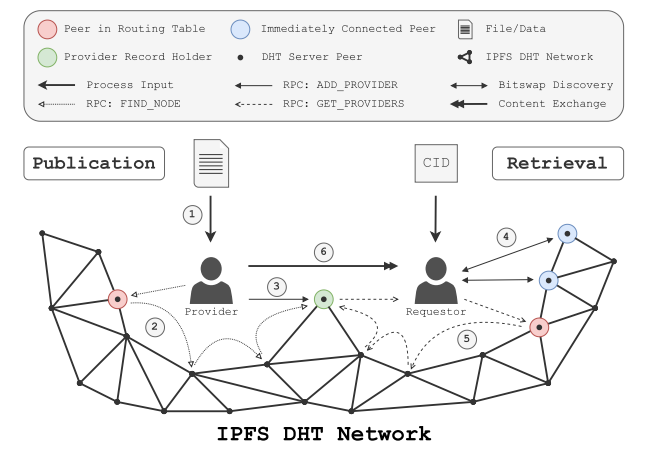 Peer in Routing Table
Immediately Connected Peer
File/Data
Provider Record Holder
DHT Server Peer
IPFS DHT Network
Process Input
RPC: ADD_PROVIDER
Bitswap Discovery
RPC: FIND_NODE
RPC: GET_PROVIDERS
Content Exchange
Publication
CID
Retrieval
1
4
6
3
Provider
Requestor
2
5
IPFS DHT Network